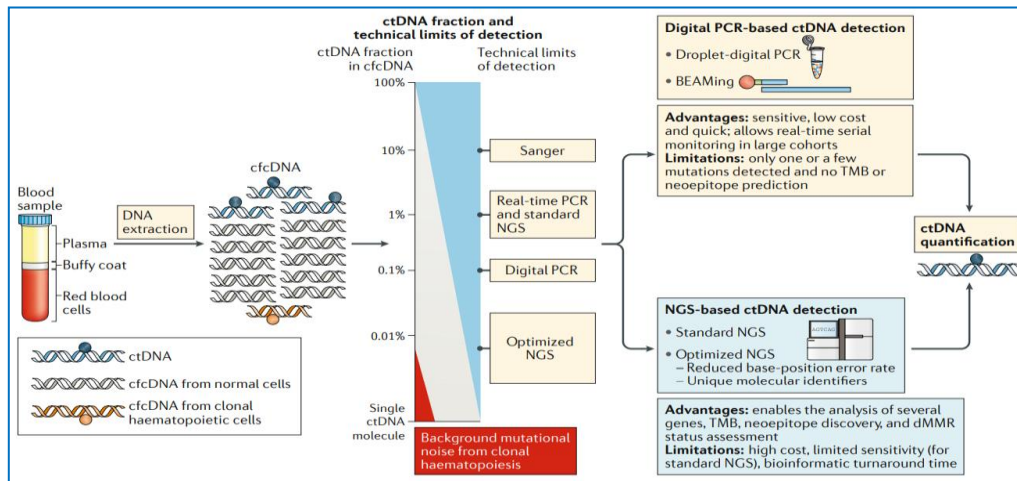 Blood
sample
Plasma
Buffy coat
Red blood
cells
DNA
extraction
cfcDNA
ctDNA
cfcDNA from normal cells
cfcDNA from clonal
haematopoietic cells
ctDNA fraction and
technical limits of detection
ctDNA fraction
in cfcDNA
Technical limits
of detection
100%
10%
1%
0.1%
0.01%
Single
ctDNA
molecule
Sanger
Real-time PCR
and standard
NGS
Digital PCR
Optimized
NGS
Background mutational
noise from clonal
haematopoiesis
Digital PCR-based ctDNA detection
• Droplet-digital PCR
• BEAMing
Advantages: sensitive, low cost
and quick; allows real-time serial
monitoring in large cohorts
Limitations: only one or a few
mutations detected and no TMB or
neoepitope prediction
NGS-based ctDNA detection
• Standard NGS
• Optimized NGS
– Reduced base-position error rate
– Unique molecular identifiers
Advantages: enables the analysis of several
genes, TMB, neoepitope discovery, and dMMR
status assessment
Limitations: high cost, limited sensitivity (for
standard NGS), bioinformatic turnaround time
ctDNA
quantification